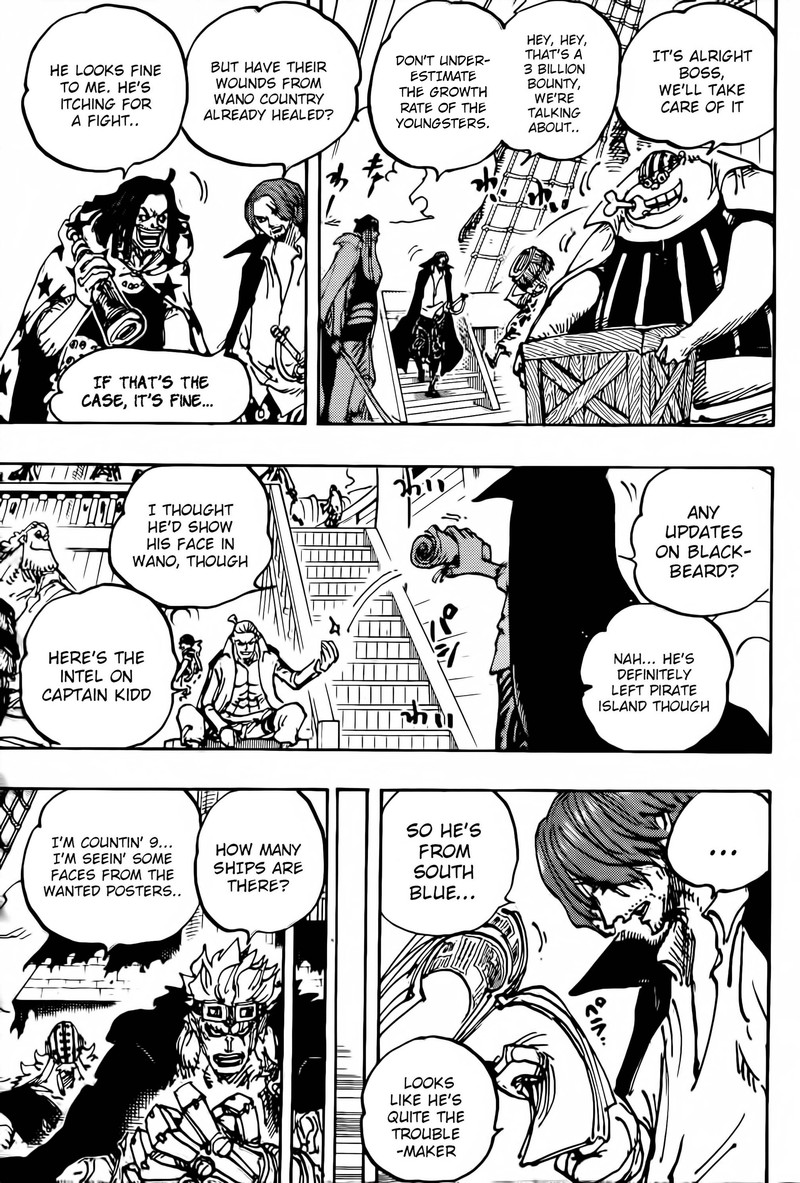 IT'S ALRIGHT
BOSS,
WE'LL TAKE
CARE OF IT
HEY, HEY,
THAT'S A
3 BILLION
BOUNTY,
WE'RE
TALKING
ABOUT..
DON'T UNDER-
ESTIMATE
THE GROWTH
RATE OF THE
YOUNGSTERS.
BUT HAVE THEIR
WOUNDS FROM
WANO COUNTRY
ALREADY HEALED?
HE LOOKS FINE
TO ME. HE'S
ITCHING FOR
A FIGHT..
IF THAT'S THE
CASE, IT'S FINE...
ANY
UPDATES
ON BLACK-
BEARD?
NAH... HE'S
DEFINITELY
LEFT PIRATE
ISLAND THOUGH
I THOUGHT
HE'D SHOW
HIS FACE IN
WANO, THOUGH
HERE'S THE
INTEL ON
CAPTAIN KIDD
...
SO HE'S
FROM
SOUTH
BLUE...
LOOKS
LIKE HE'S
QUITE THE
TROUBLE
-MAKER
HOW MANY
SHIPS ARE
THERE?
I'M COUNTIN' 9...
I'M SEEIN' SOME
FACES FROM THE
WANTED POSTERS..